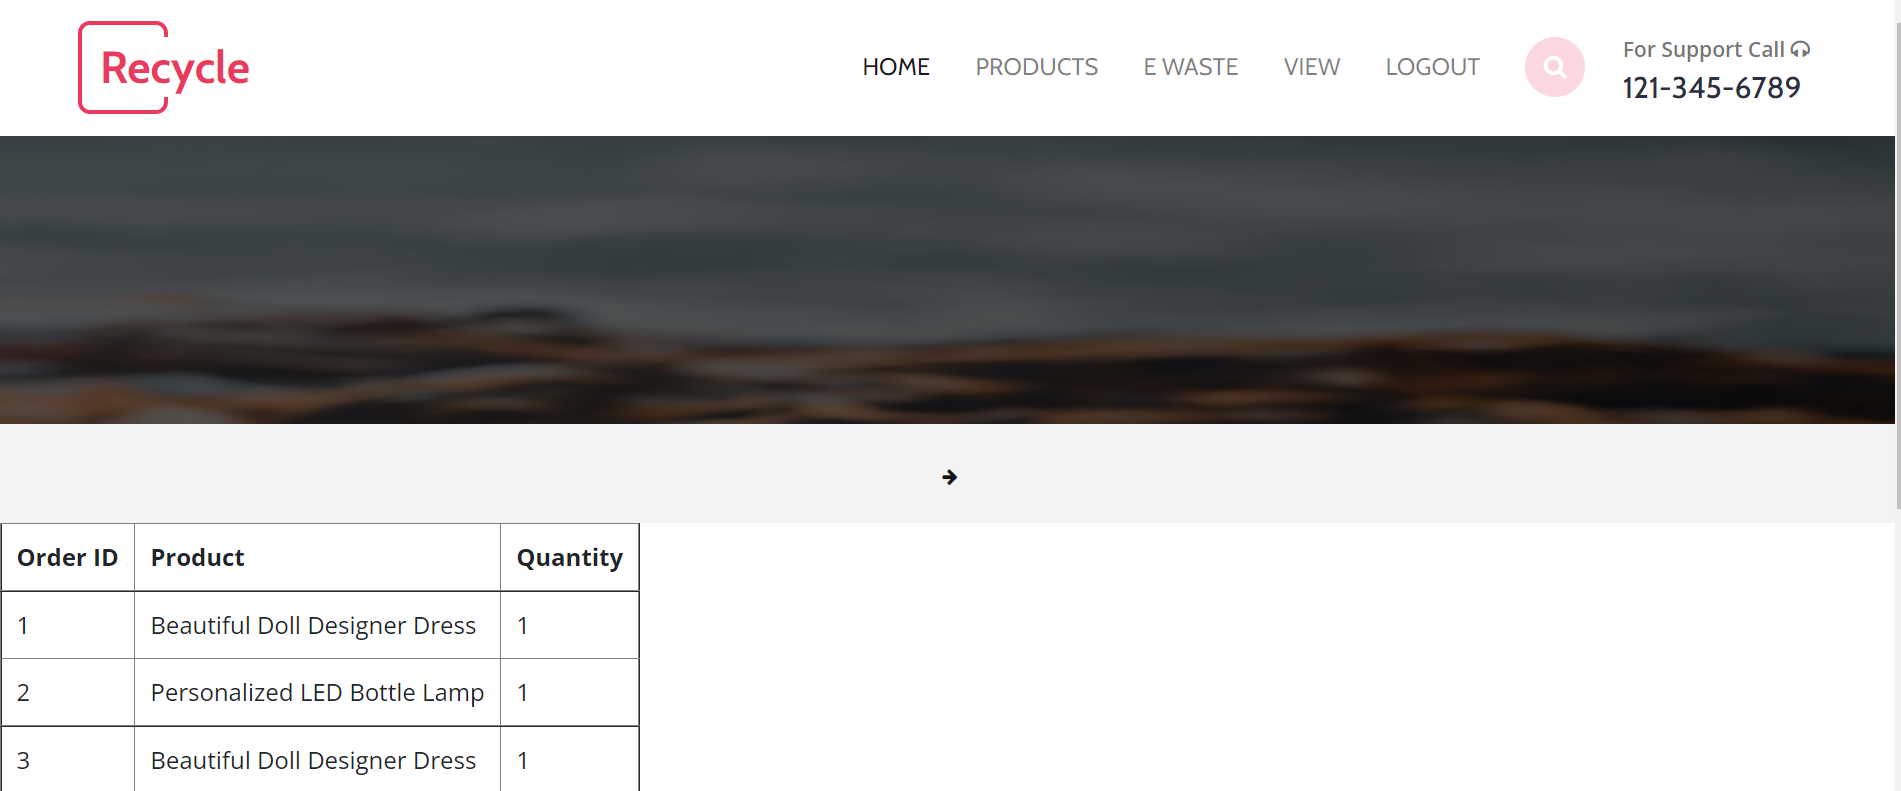 Recycle
HOME PRODUCTS E WASTE VIEW LOGOUT
For Support Call
121-345-6789
Order ID Product Quantity
1 Beautiful Doll Designer Dress 1
2 Personalized LED Bottle Lamp 1
3 Beautiful Doll Designer Dress 1